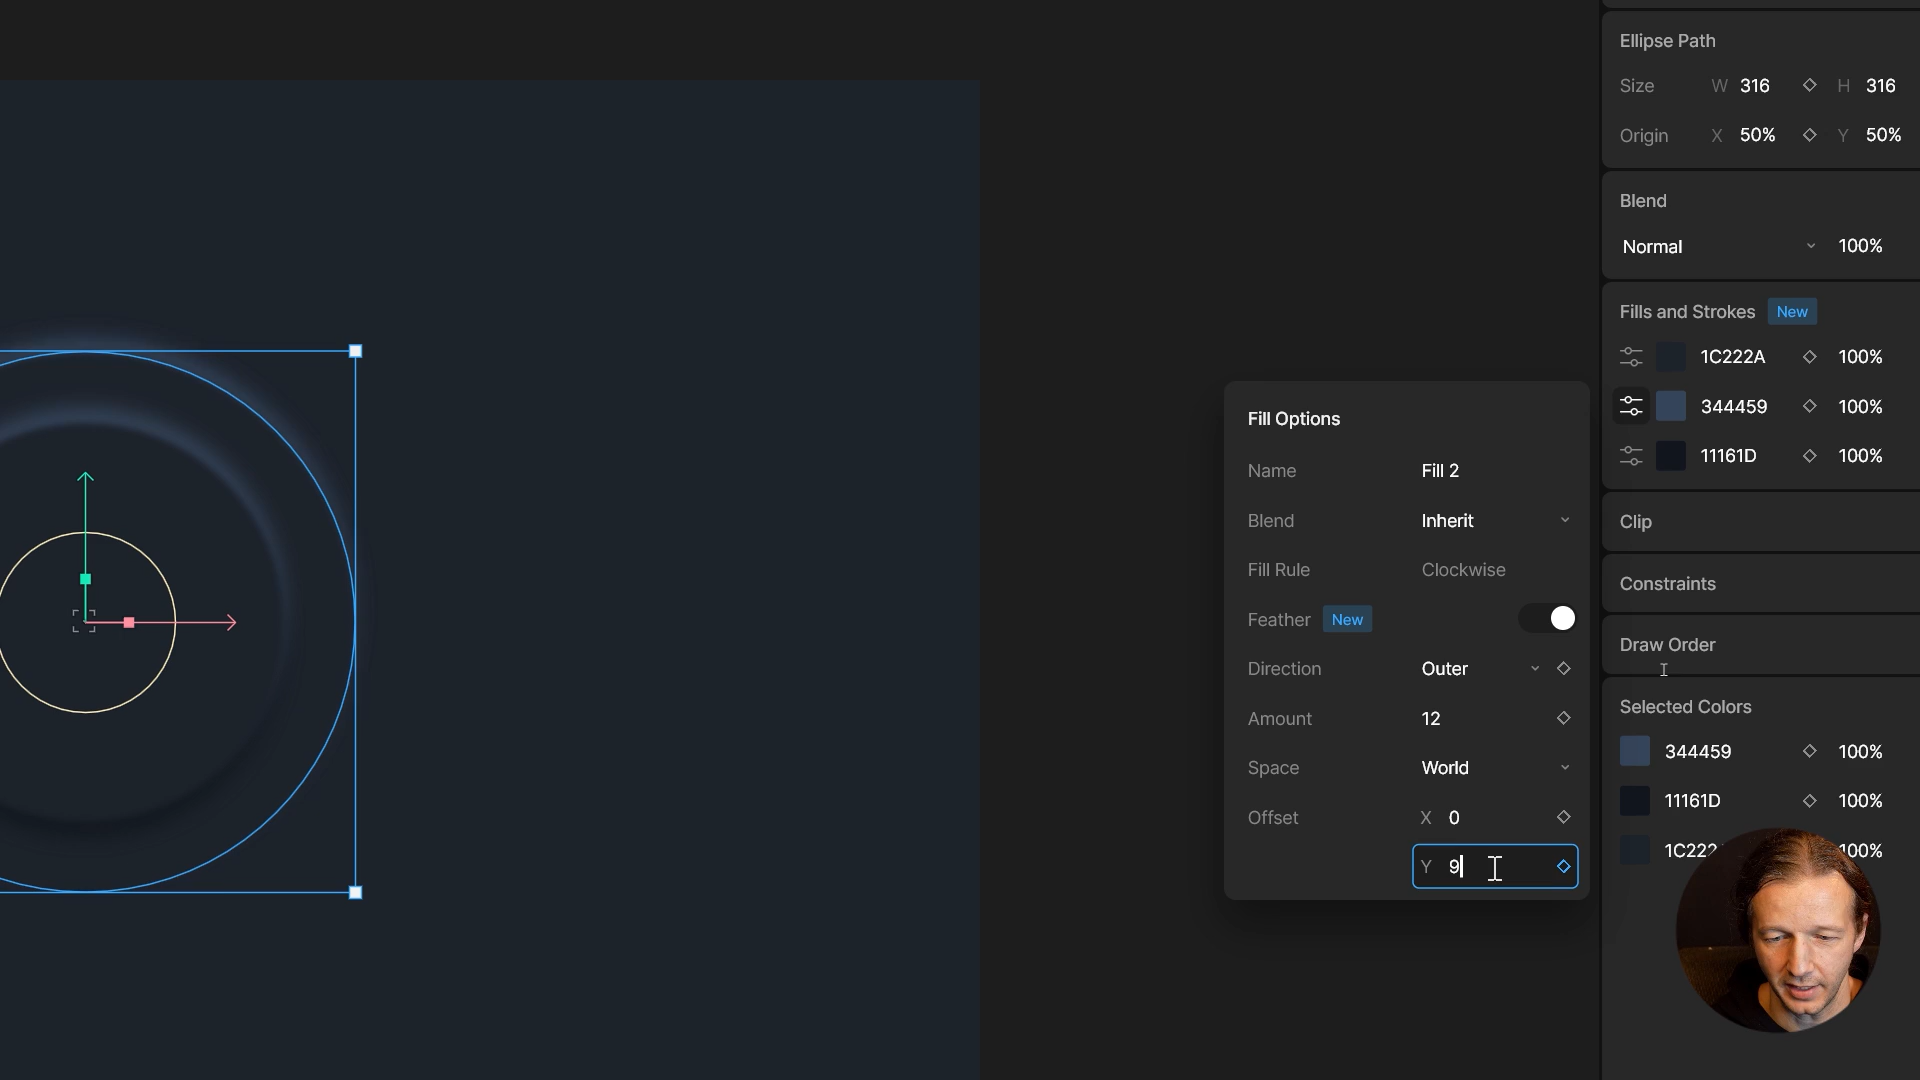 Ellipse Path
Size W 316 H 316
Origin X 50% Y 50%
Blend
Normal 100%
Fills and Strokes New
1C222A 100%
344459 100%
11161D 100%
Clip
Constraints
Draw Order
Selected Colors
344459 100%
11161D 100%
1C222 100%
Fill Options
Name Fill 2
Blend Inherit
Fill Rule Clockwise
Feather New
Direction Outer
Amount 12
Space World
Offset X 0
Y 9